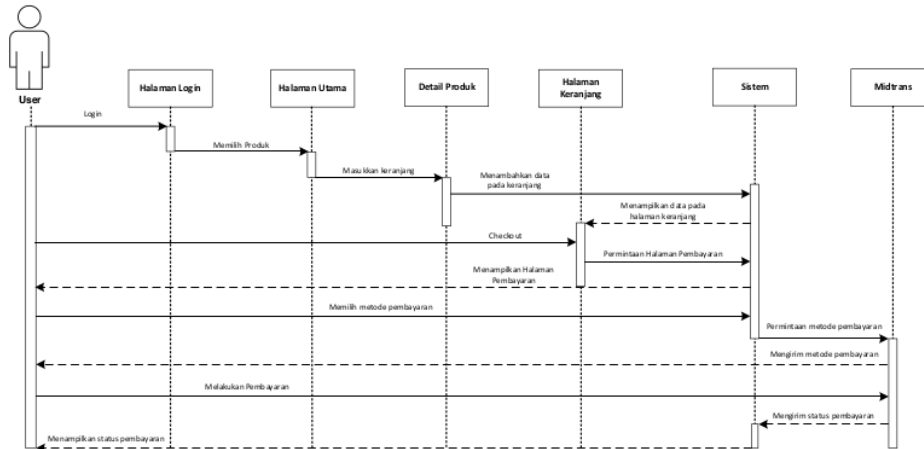 User
Halaman Login
Halaman Utama
Detail Produk
Halaman
Keranjang
Sistem
Midtrans
Login
Memilih Produk
Masukkan keranjang
Menambahkan data
pada keranjang
Menampilkan data pada
halaman keranjang
Checkout
Permintaan Halaman Pembayaran
Menampilkan Halaman
Pembayaran
Memilih metode pembayaran
Permintaan metode pembayaran
Mengirim metode pembayaran
Melakukan Pembayaran
Mengirim status pembayaran
Menampilkan status pembayaran